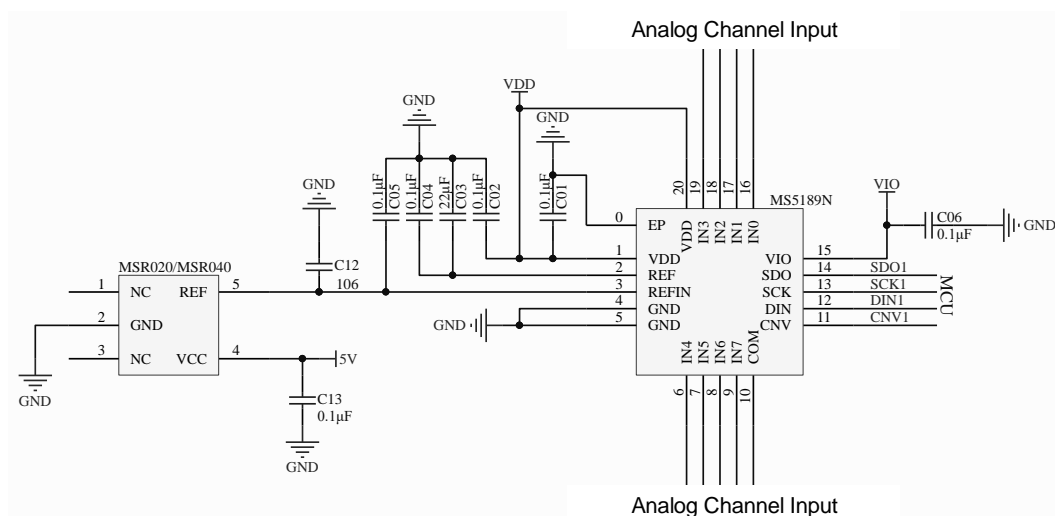 Analog Channel Input
VDD
GND
GND
GND
0.1µF
C05
0.1µF
C04
22µF
C03
0.1µF
C02
0.1µF
C01
20
19
18
17
16
MS5189N
VIO
C06
0.1µF
GND
0
EP
VDD
IN3
IN2
IN1
IN0
1
VDD
VIO
15
2
REF
SDO
14
SDO1
3
REFIN
SCK
13
SCK1
4
GND
DIN
12
DIN1
5
GND
CNV
11
CNV1
MCU
GND
IN4
IN5
IN6
IN7
COM
6
7
8
9
10
MSR020/MSR040
C12
106
1
NC
REF
5
2
GND
3
NC
VCC
4
5V
GND
C13
0.1µF
GND
Analog Channel Input